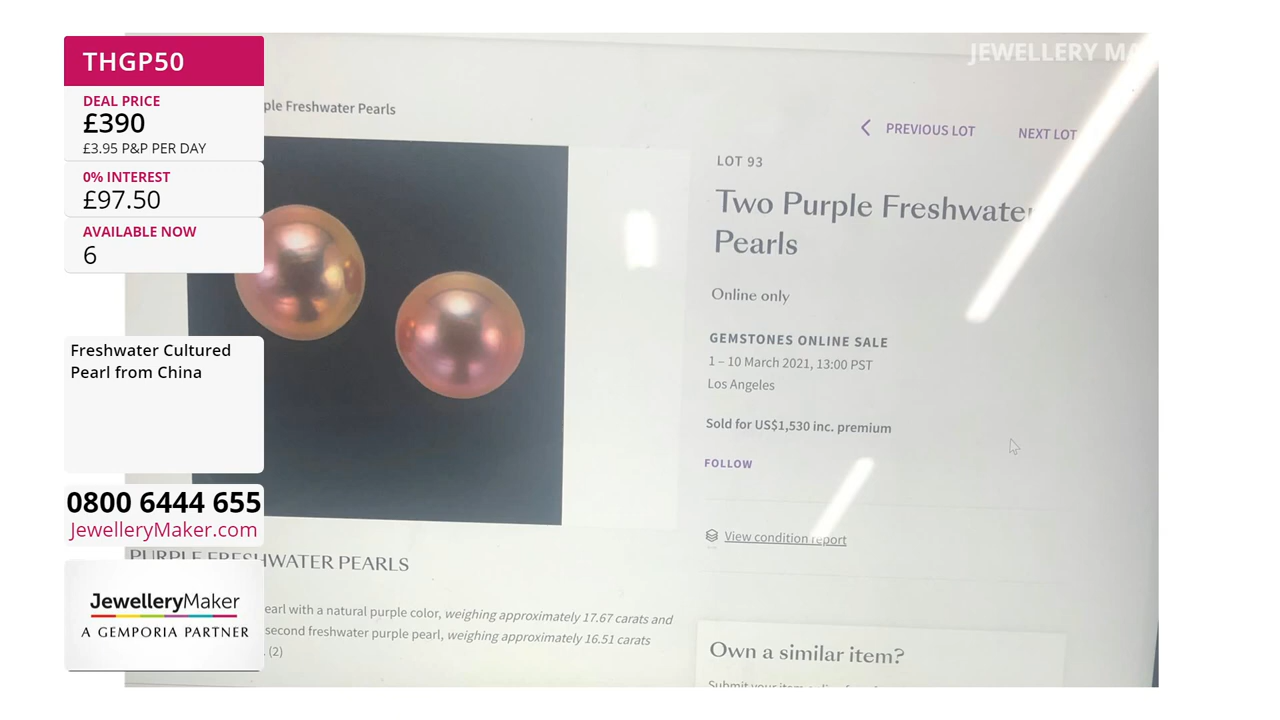 THGP50
DEAL PRICE
£390
£3.95 P&P PER DAY
0% INTEREST
£97.50
AVAILABLE NOW
6
Freshwater Cultured
Pearl from China
0800 6444 655
JewelleryMaker.com
JewelleryMaker
A GEMPORIA PARTNER
JEWELLERY
Freshwater Pearls
PREVIOUS LOT
NEXT LOT
LOT 93
Two Purple Freshwater
Pearls
Online only
GEMSTONES ONLINE SALE
1 – 10 March 2021, 13:00 PST
Los Angeles
Sold for US$1,530 inc. premium
FOLLOW
View condition report
PURPLE FRESHWATER PEARLS
with a natural purple color, weighing approximately 17.67 carats and
second freshwater purple pearl, weighing approximately 16.51 carats
. (2)
Own a similar item?